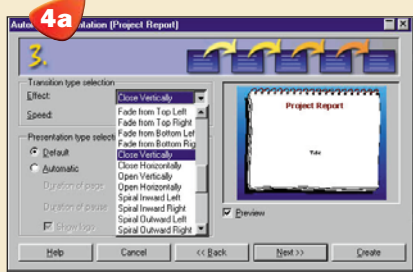 4a
Auto ntation [Project Report]
3.
Transition type selection
Effect:
Close Vertically
Speed:
Fade from Top Left
Fade from Top Right
Fade from Bottom Left
Fade from Bottom Rig
Close Vertically
Close Horizontally
Open Vertically
Open Horizontally
Spiral Inward Left
Spiral Inward Right
Spiral Outward Left
Spiral Outward Right
Presentation type select
Default
Automatic
Duration of page
Duration of pause
Show logo
Project Report
Preview
Help
Cancel
<< Back
Next >>
Create